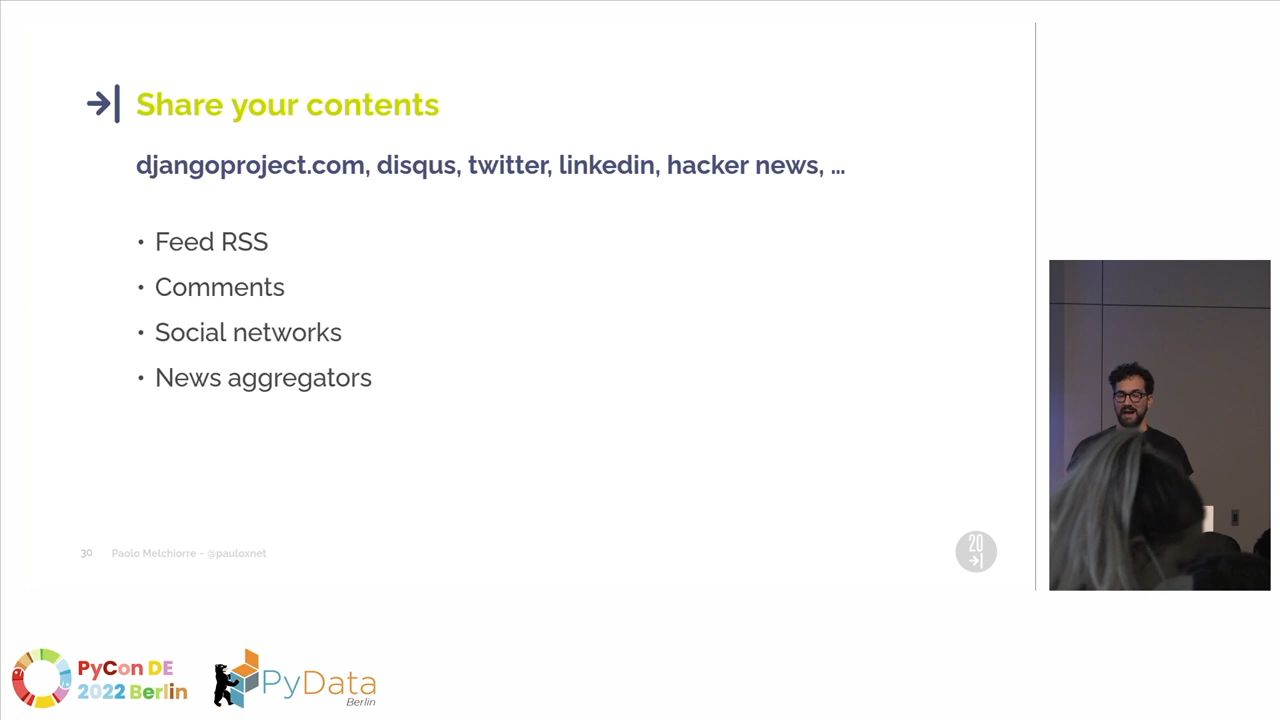 Share your contents
djangoproject.com, disqus, twitter, linkedin, hacker news, ...
• Feed RSS
• Comments
• Social networks
• News aggregators
30 Paolo Melchiorre ~ @pauloxnet
20
PyCon DE
2022 Berlin
PyData
Berlin